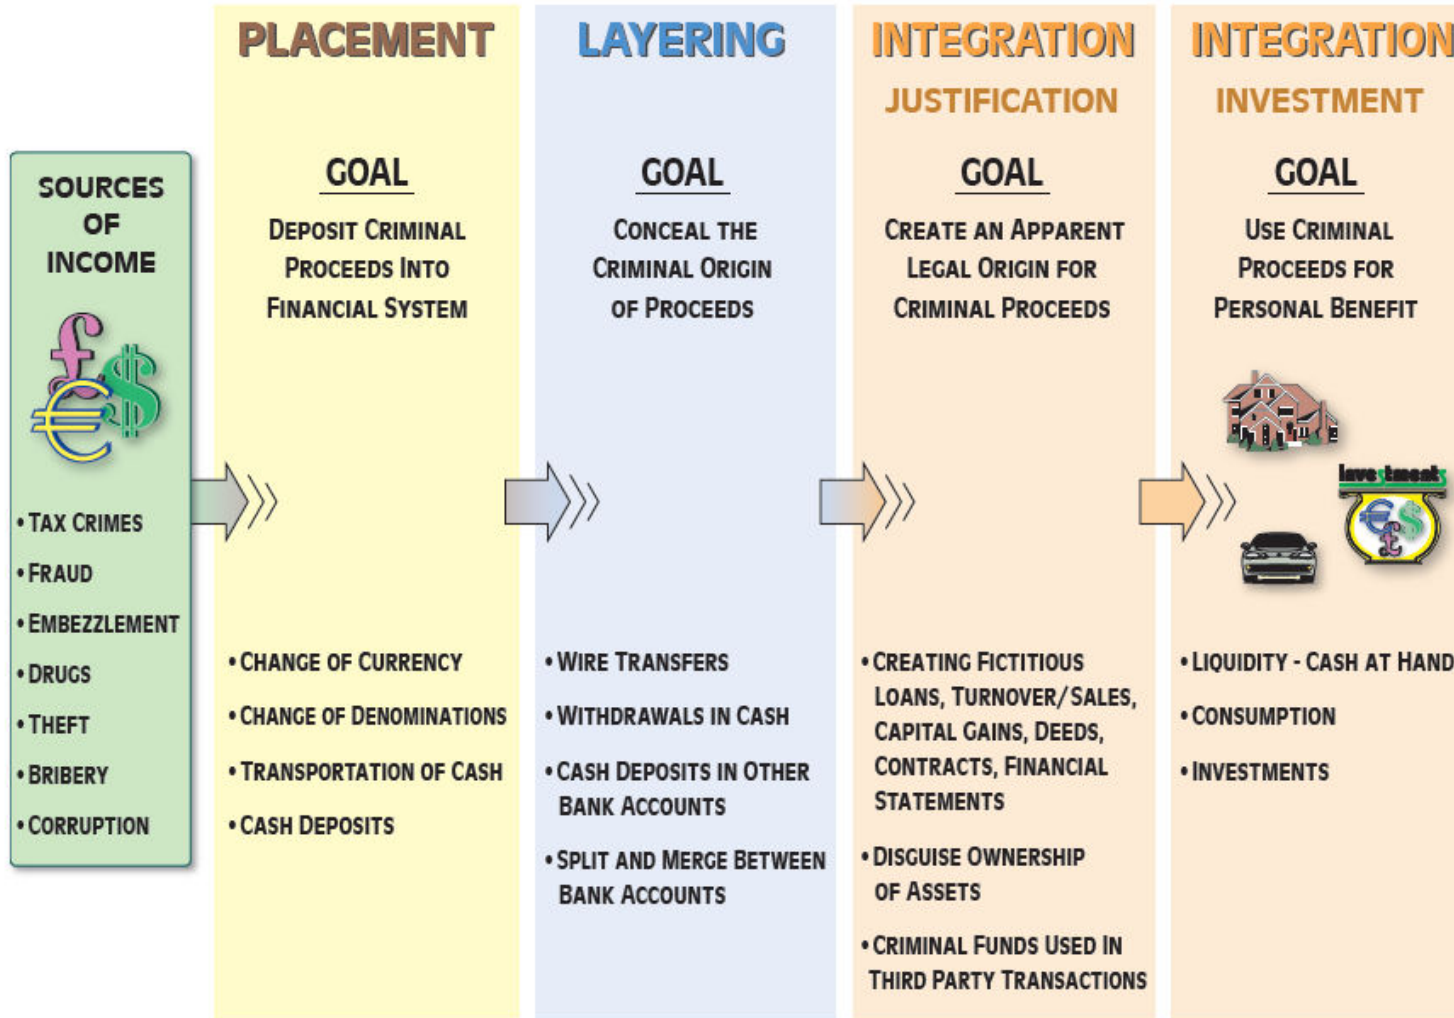 SOURCES
OF
INCOME
£
$
€
• TAX CRIMES
• FRAUD
• EMBEZZLEMENT
• DRUGS
• THEFT
• BRIBERY
• CORRUPTION
PLACEMENT
GOAL
DEPOSIT CRIMINAL
PROCEEDS INTO
FINANCIAL SYSTEM
• CHANGE OF CURRENCY
• CHANGE OF DENOMINATIONS
• TRANSPORTATION OF CASH
• CASH DEPOSITS
LAYERING
GOAL
CONCEAL THE
CRIMINAL ORIGIN
OF PROCEEDS
• WIRE TRANSFERS
• WITHDRAWALS IN CASH
• CASH DEPOSITS IN OTHER
BANK ACCOUNTS
• SPLIT AND MERGE BETWEEN
BANK ACCOUNTS
INTEGRATION
JUSTIFICATION
GOAL
CREATE AN APPARENT
LEGAL ORIGIN FOR
CRIMINAL PROCEEDS
• CREATING FICTITIOUS
LOANS, TURNOVER/SALES,
CAPITAL GAINS, DEEDS,
CONTRACTS, FINANCIAL
STATEMENTS
• DISGUISE OWNERSHIP
OF ASSETS
• CRIMINAL FUNDS USED IN
THIRD PARTY TRANSACTIONS
INTEGRATION
INVESTMENT
GOAL
USE CRIMINAL
PROCEEDS FOR
PERSONAL BENEFIT
Investments
€ $
£
• LIQUIDITY - CASH AT HAND
• CONSUMPTION
• INVESTMENTS